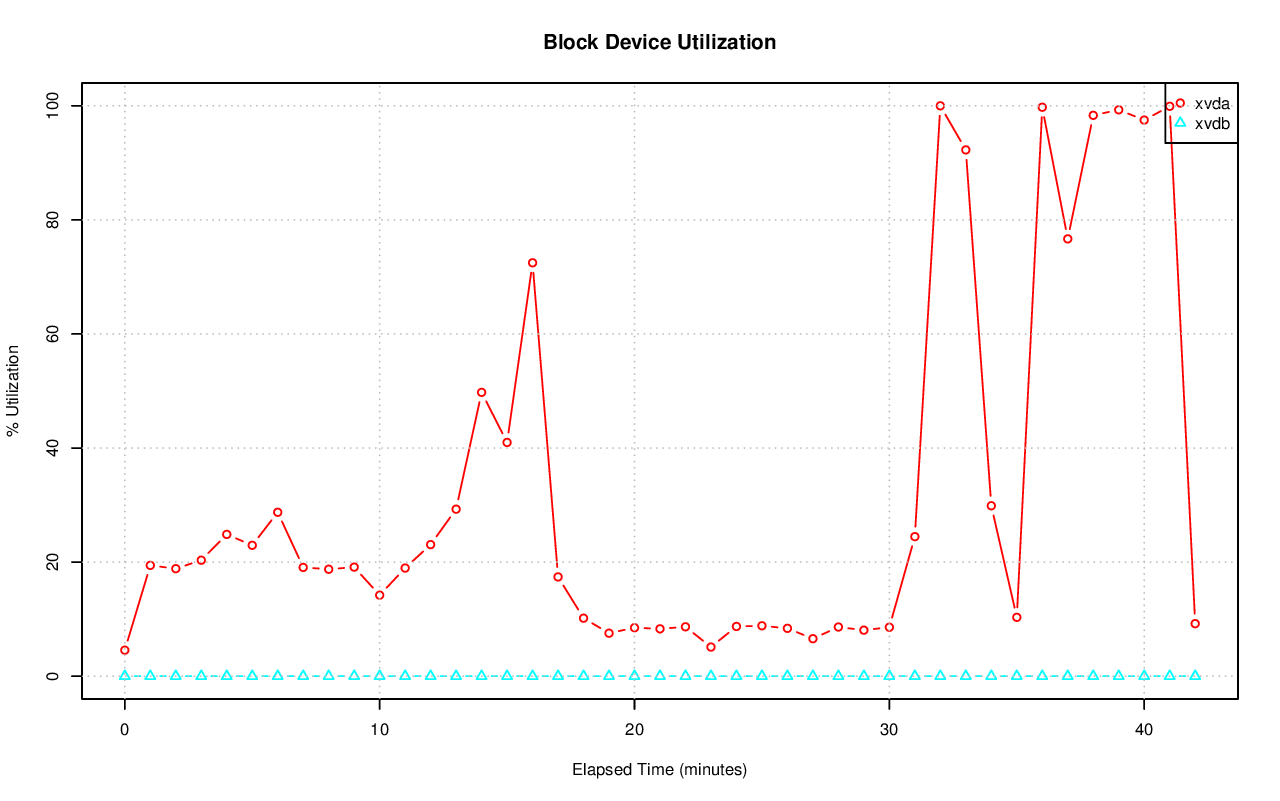 Block Device Utilization
% Utilization
100
80
60
40
20
0
xvda
xvdb
0 10 20 30 40
Elapsed Time (minutes)